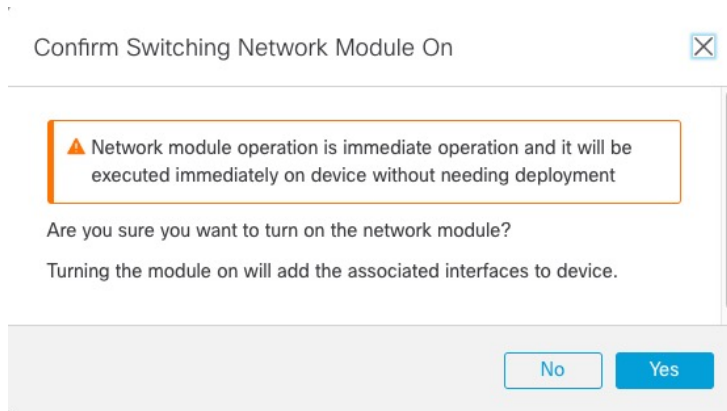 Confirm Switching Network Module On
Network module operation is immediate operation and it will be
executed immediately on device without needing deployment
Are you sure you want to turn on the network module?
Turning the module on will add the associated interfaces to device.
No
Yes